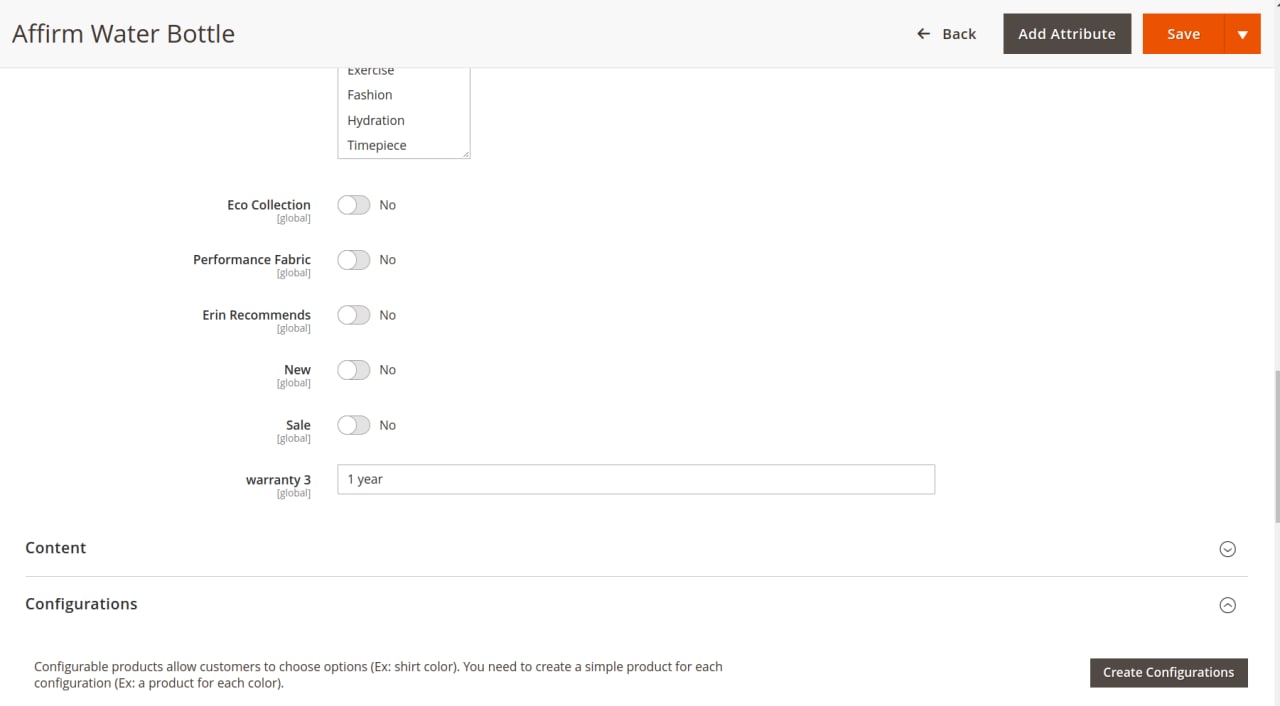 Affirm Water Bottle
Back
Add Attribute
Save
Exercise
Fashion
Hydration
Timepiece
Eco Collection
[global]
No
Performance Fabric
[global]
No
Erin Recommends
[global]
No
New
[global]
No
Sale
[global]
No
warranty 3
[global]
1 year
Content
Configurations
Configurable products allow customers to choose options (Ex: shirt color). You need to create a simple product for each
configuration (Ex: a product for each color).
Create Configurations